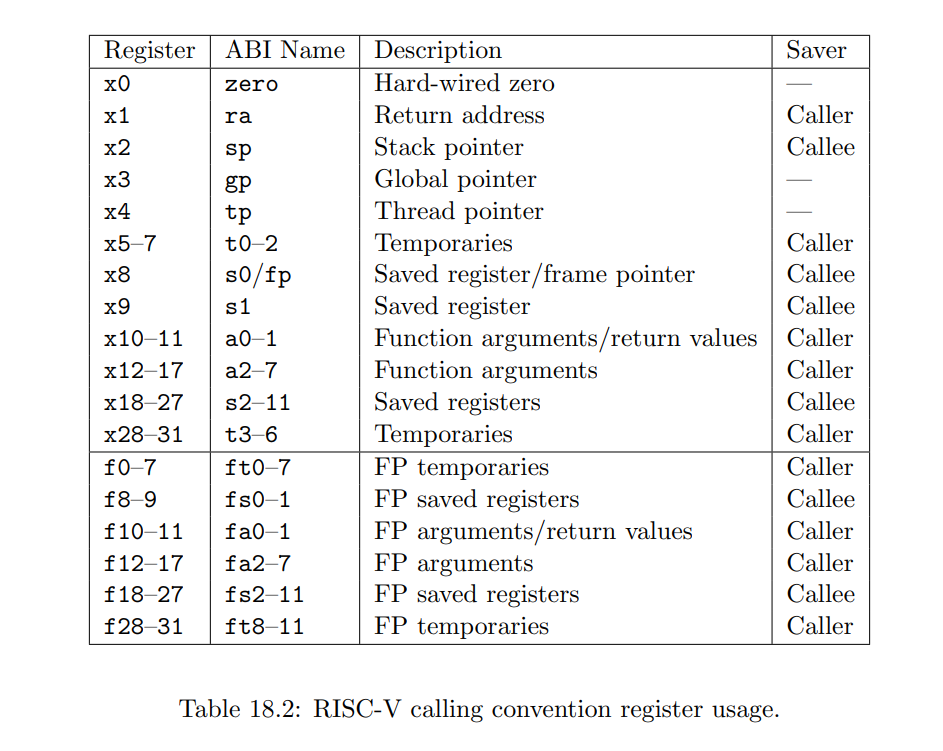 Register ABI Name Description Saver
x0 zero Hard-wired zero —
x1 ra Return address Caller
x2 sp Stack pointer Callee
x3 gp Global pointer —
x4 tp Thread pointer —
x5–7 t0–2 Temporaries Caller
x8 s0/fp Saved register/frame pointer Callee
x9 s1 Saved register Callee
x10–11 a0–1 Function arguments/return values Caller
x12–17 a2–7 Function arguments Caller
x18–27 s2–11 Saved registers Callee
x28–31 t3–6 Temporaries Caller
f0–7 ft0–7 FP temporaries Caller
f8–9 fs0–1 FP saved registers Callee
f10–11 fa0–1 FP arguments/return values Caller
f12–17 fa2–7 FP arguments Caller
f18–27 fs2–11 FP saved registers Callee
f28–31 ft8–11 FP temporaries Caller
Table 18.2: RISC-V calling convention register usage.